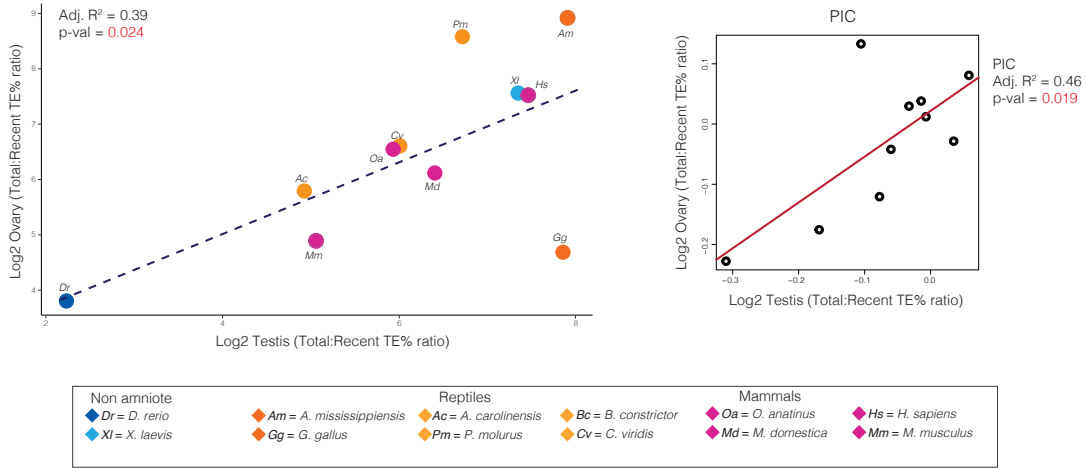 Adj. R² = 0.39
p-val = 0.024
9
8
7
6
5
4
Log2 Ovary (Total:Recent TE% ratio)
Pm
Am
Xl
Hs
Cv
Oa
Md
Ac
Mm
Gg
Dr
2
4
6
8
Log2 Testis (Total:Recent TE% ratio)
PIC
PIC
Adj. R² = 0.46
p-val = 0.019
0.1
0.0
−0.1
−0.2
Log2 Ovary (Total:Recent TE% ratio)
−0.3
−0.2
−0.1
0.0
Log2 Testis (Total:Recent TE% ratio)
Non amniote
Reptiles
Mammals
Dr = D. rerio
Am = A. mississippiensis
Ac = A. carolinensis
Bc = B. constrictor
Oa = O. anatinus
Hs = H. sapiens
Xl = X. laevis
Gg = G. gallus
Pm = P. molurus
Cv = C. viridis
Md = M. domestica
Mm = M. musculus